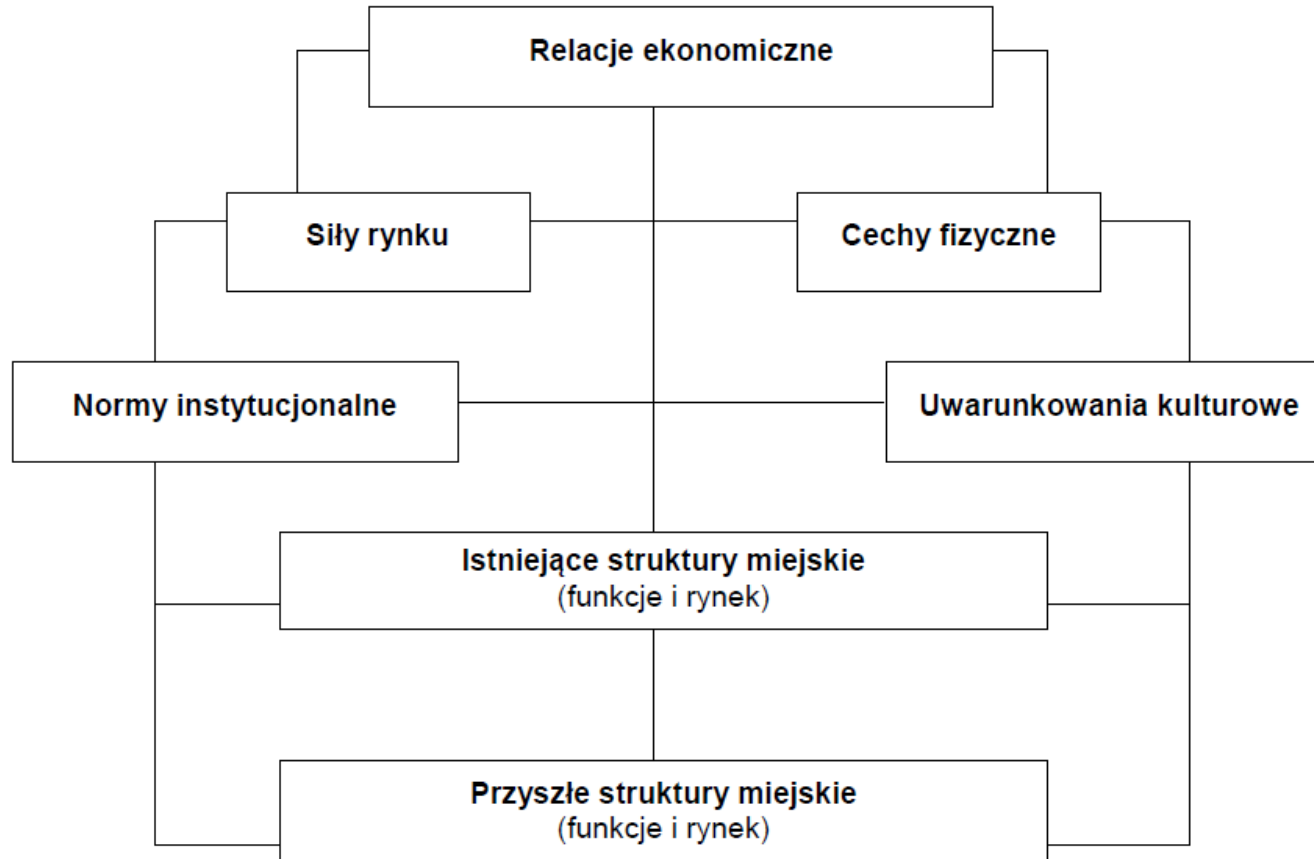 Relacje ekonomiczne
Siły rynku
Cechy fizyczne
Normy instytucjonalne
Uwarunkowania kulturowe
Istniejące struktury miejskie
(funkcje i rynek)
Przyszłe struktury miejskie
(funkcje i rynek)